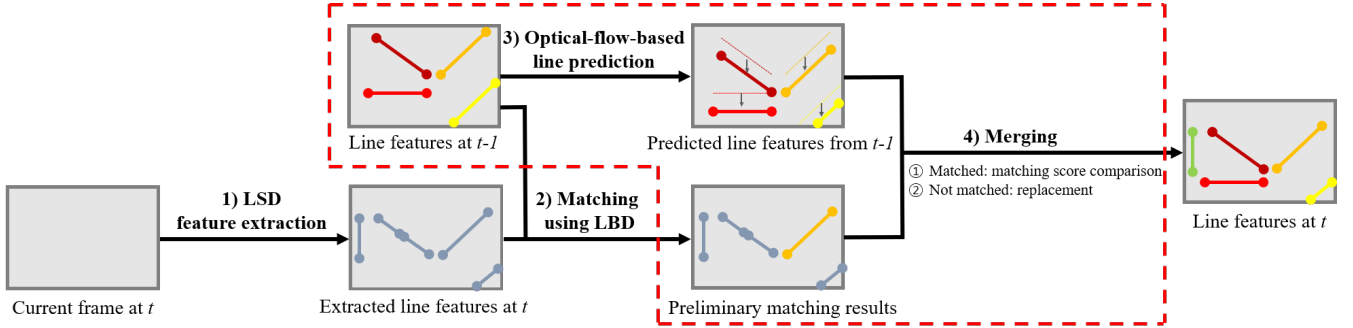 3) Optical-flow-based
line prediction
Line features at t-1
Predicted line features from t-1
4) Merging
① Matched: matching score comparison
② Not matched: replacement
1) LSD
feature extraction
2) Matching
using LBD
Line features at t
Current frame at t
Extracted line features at t
Preliminary matching results